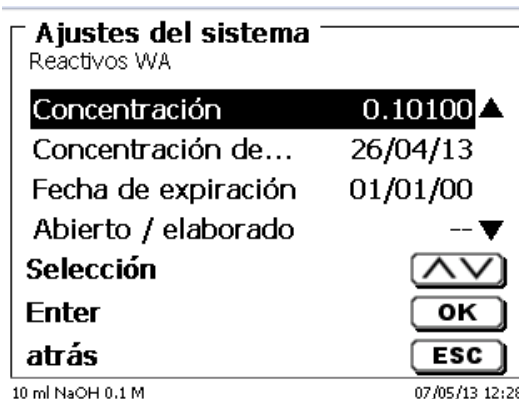 Ajustes del sistema
Reactivos WA
Concentración 0.10100
Concentración de... 26/04/13
Fecha de expiración 01/01/00
Abierto / elaborado --
Selección
Enter OK
atrás ESC
10 ml NaOH 0.1 M 07/05/13 12:28